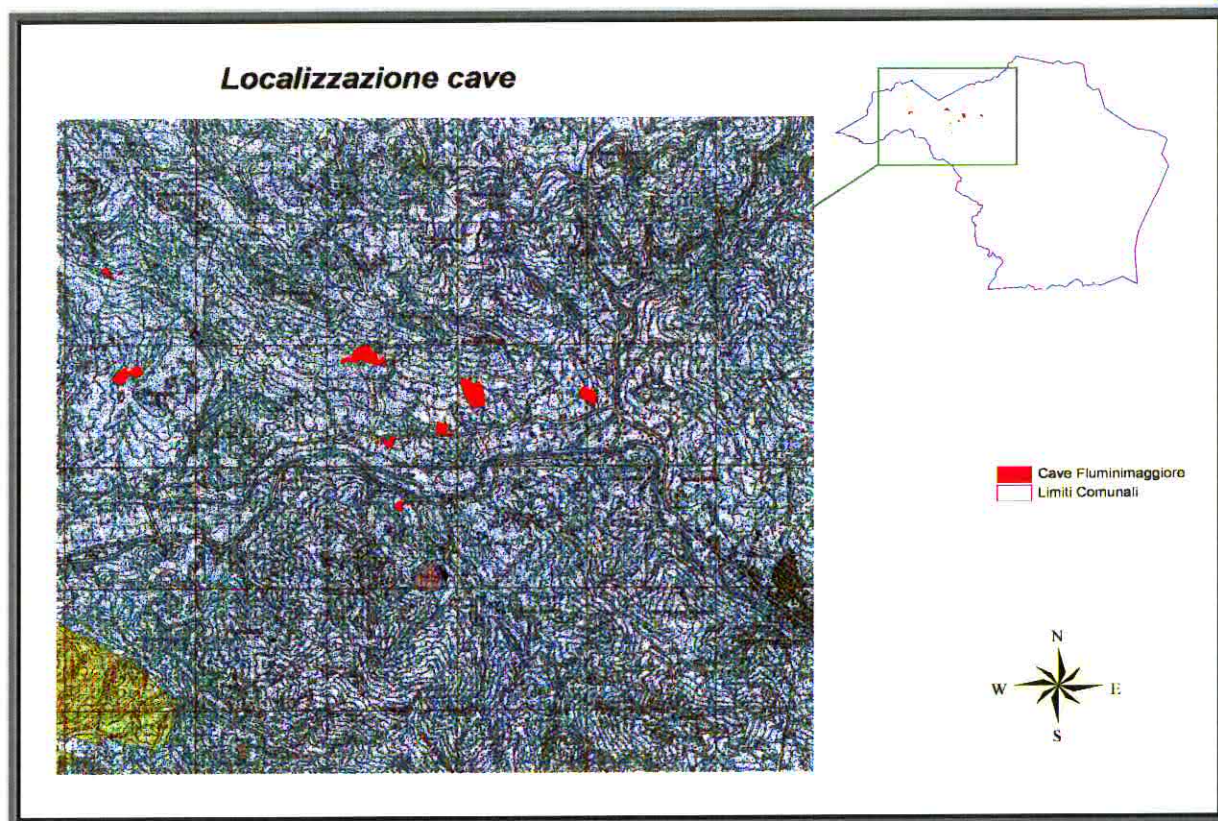 Localizzazione cave
Cave Fluminimaggiore
Limiti Comunali
N
W E
S